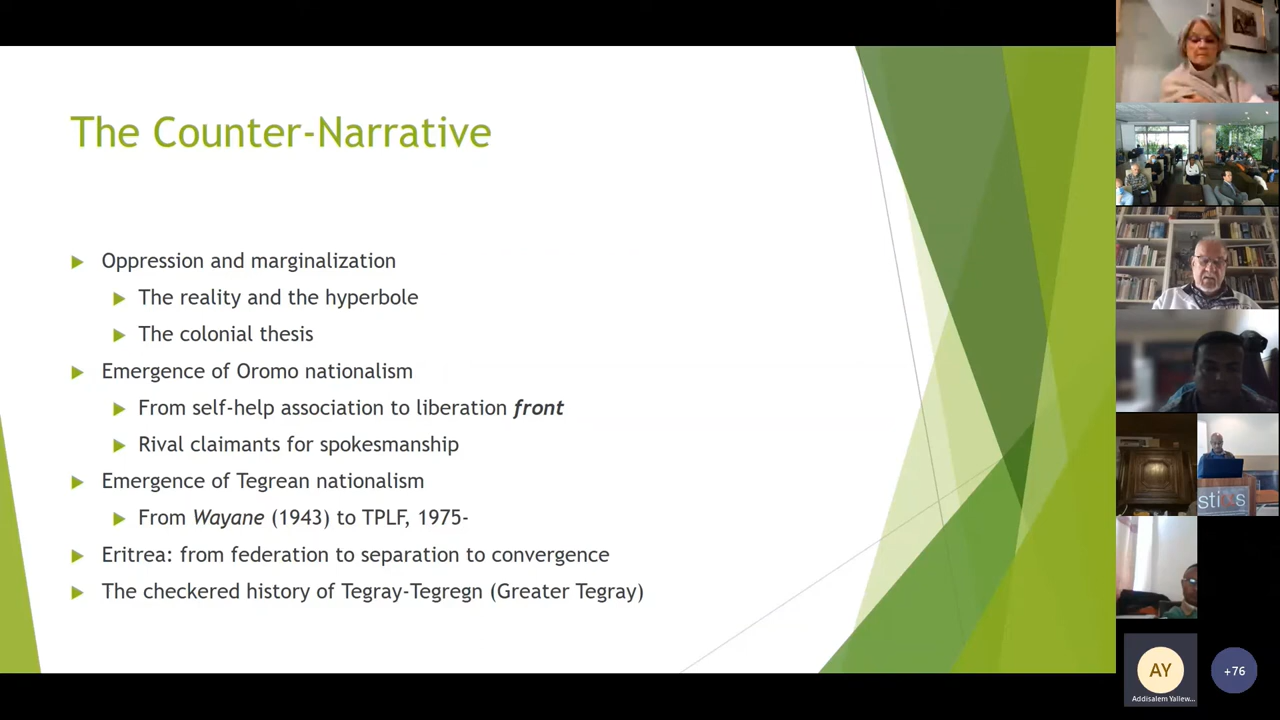 The Counter-Narrative
Oppression and marginalization
The reality and the hyperbole
The colonial thesis
Emergence of Oromo nationalism
From self-help association to liberation front
Rival claimants for spokesmanship
Emergence of Tegrean nationalism
From Wayane (1943) to TPLF, 1975-
Eritrea: from federation to separation to convergence
The checkered history of Tegray-Tegregn (Greater Tegray)
AY
Addisalem Yallew...
+76